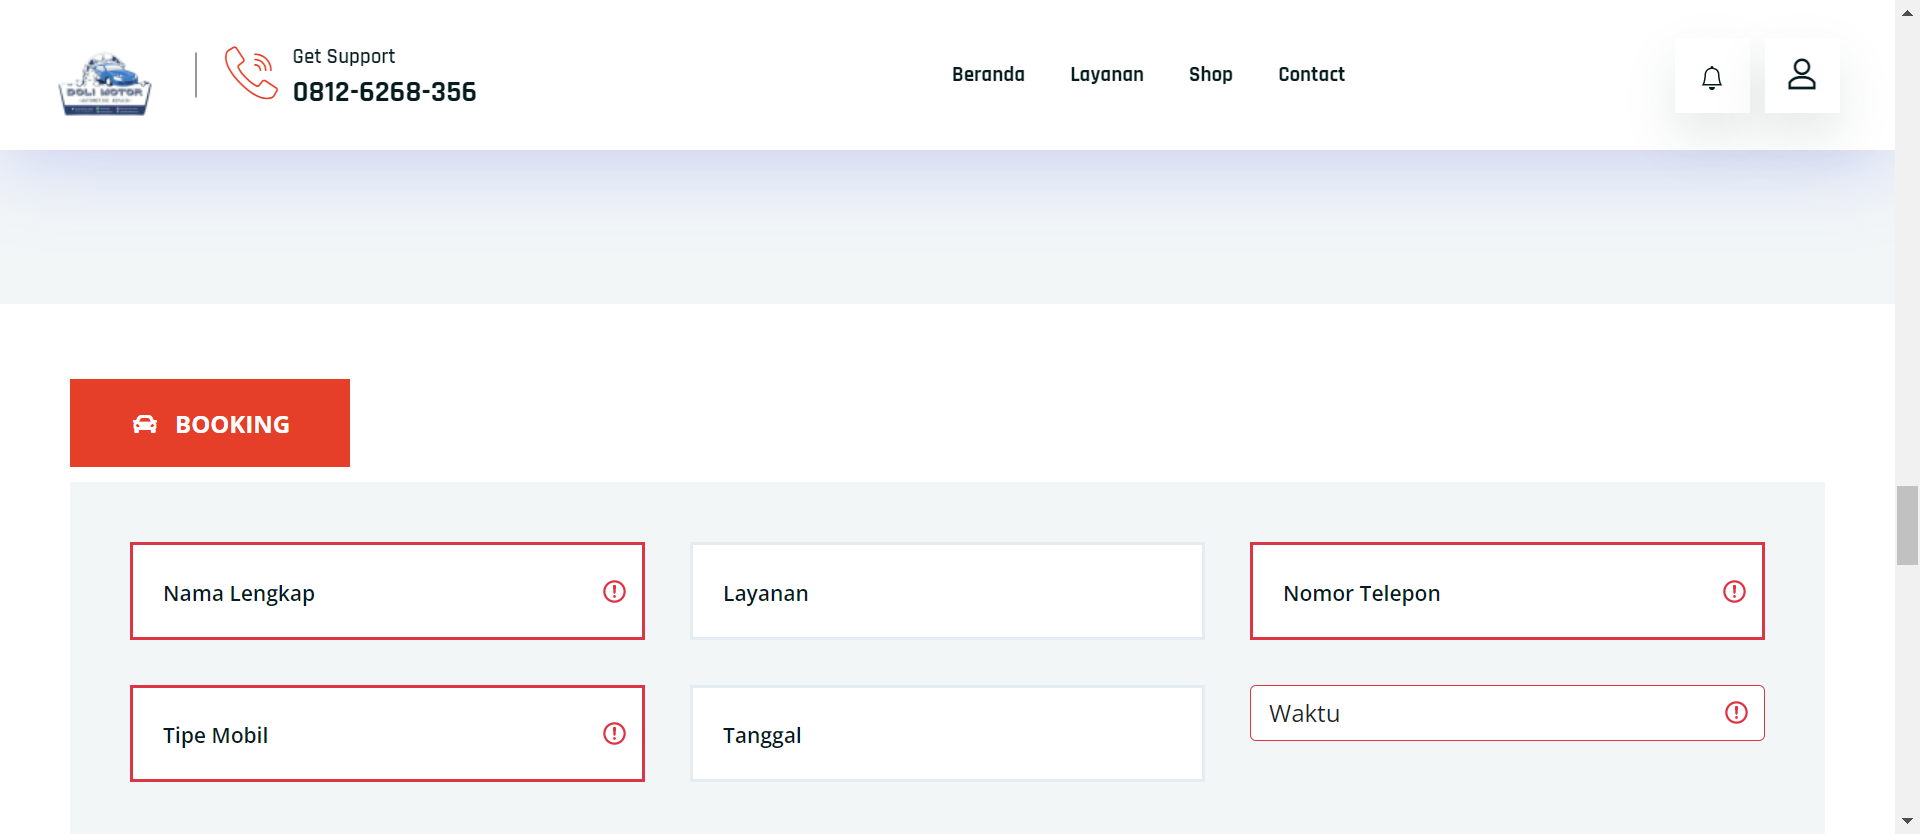 DOLI MOTOR
Get Support
0812-6268-356
Beranda
Layanan
Shop
Contact
BOOKING
Nama Lengkap
Layanan
Nomor Telepon
Tipe Mobil
Tanggal
Waktu